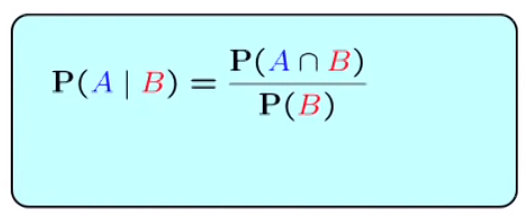 P(A | B) = P(A ∩ B) / P(B)